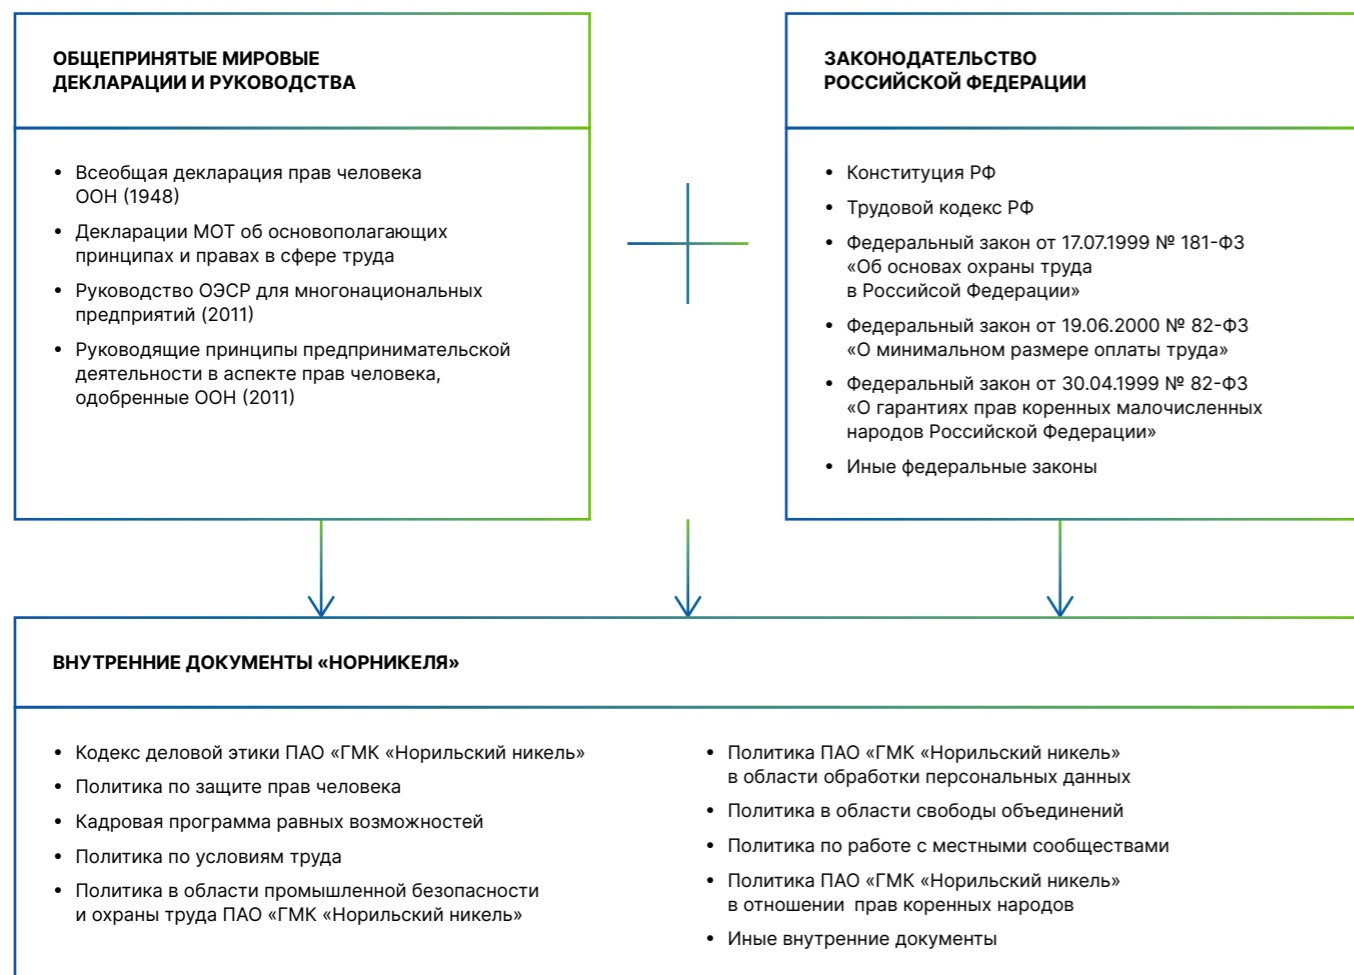 ОБЩЕПРИНЯТЫЕ МИРОВЫЕ
ДЕКЛАРАЦИИ И РУКОВОДСТВА
• Всеобщая декларация прав человека
ООН (1948)
• Декларации МОТ об основополагающих
принципах и правах в сфере труда
• Руководство ОЭСР для многонациональных
предприятий (2011)
• Руководящие принципы предпринимательской
деятельности в аспекте прав человека,
одобренные ООН (2011)
ЗАКОНОДАТЕЛЬСТВО
РОССИЙСКОЙ ФЕДЕРАЦИИ
• Конституция РФ
• Трудовой кодекс РФ
• Федеральный закон от 17.07.1999 № 181-ФЗ
«Об основах охраны труда
в Российсой Федерации»
• Федеральный закон от 19.06.2000 № 82-ФЗ
«О минимальном размере оплаты труда»
• Федеральный закон от 30.04.1999 № 82-ФЗ
«О гарантиях прав коренных малочисленных
народов Российской Федерации»
• Иные федеральные законы
ВНУТРЕННИЕ ДОКУМЕНТЫ «НОРНИКЕЛЯ»
• Кодекс деловой этики ПАО «ГМК «Норильский никель»
• Политика по защите прав человека
• Кадровая программа равных возможностей
• Политика по условиям труда
• Политика в области промышленной безопасности
и охраны труда ПАО «ГМК «Норильский никель»
• Политика ПАО «ГМК «Норильский никель»
в области обработки персональных данных
• Политика в области свободы объединений
• Политика по работе с местными сообществами
• Политика ПАО «ГМК «Норильский никель»
в отношении прав коренных народов
• Иные внутренние документы